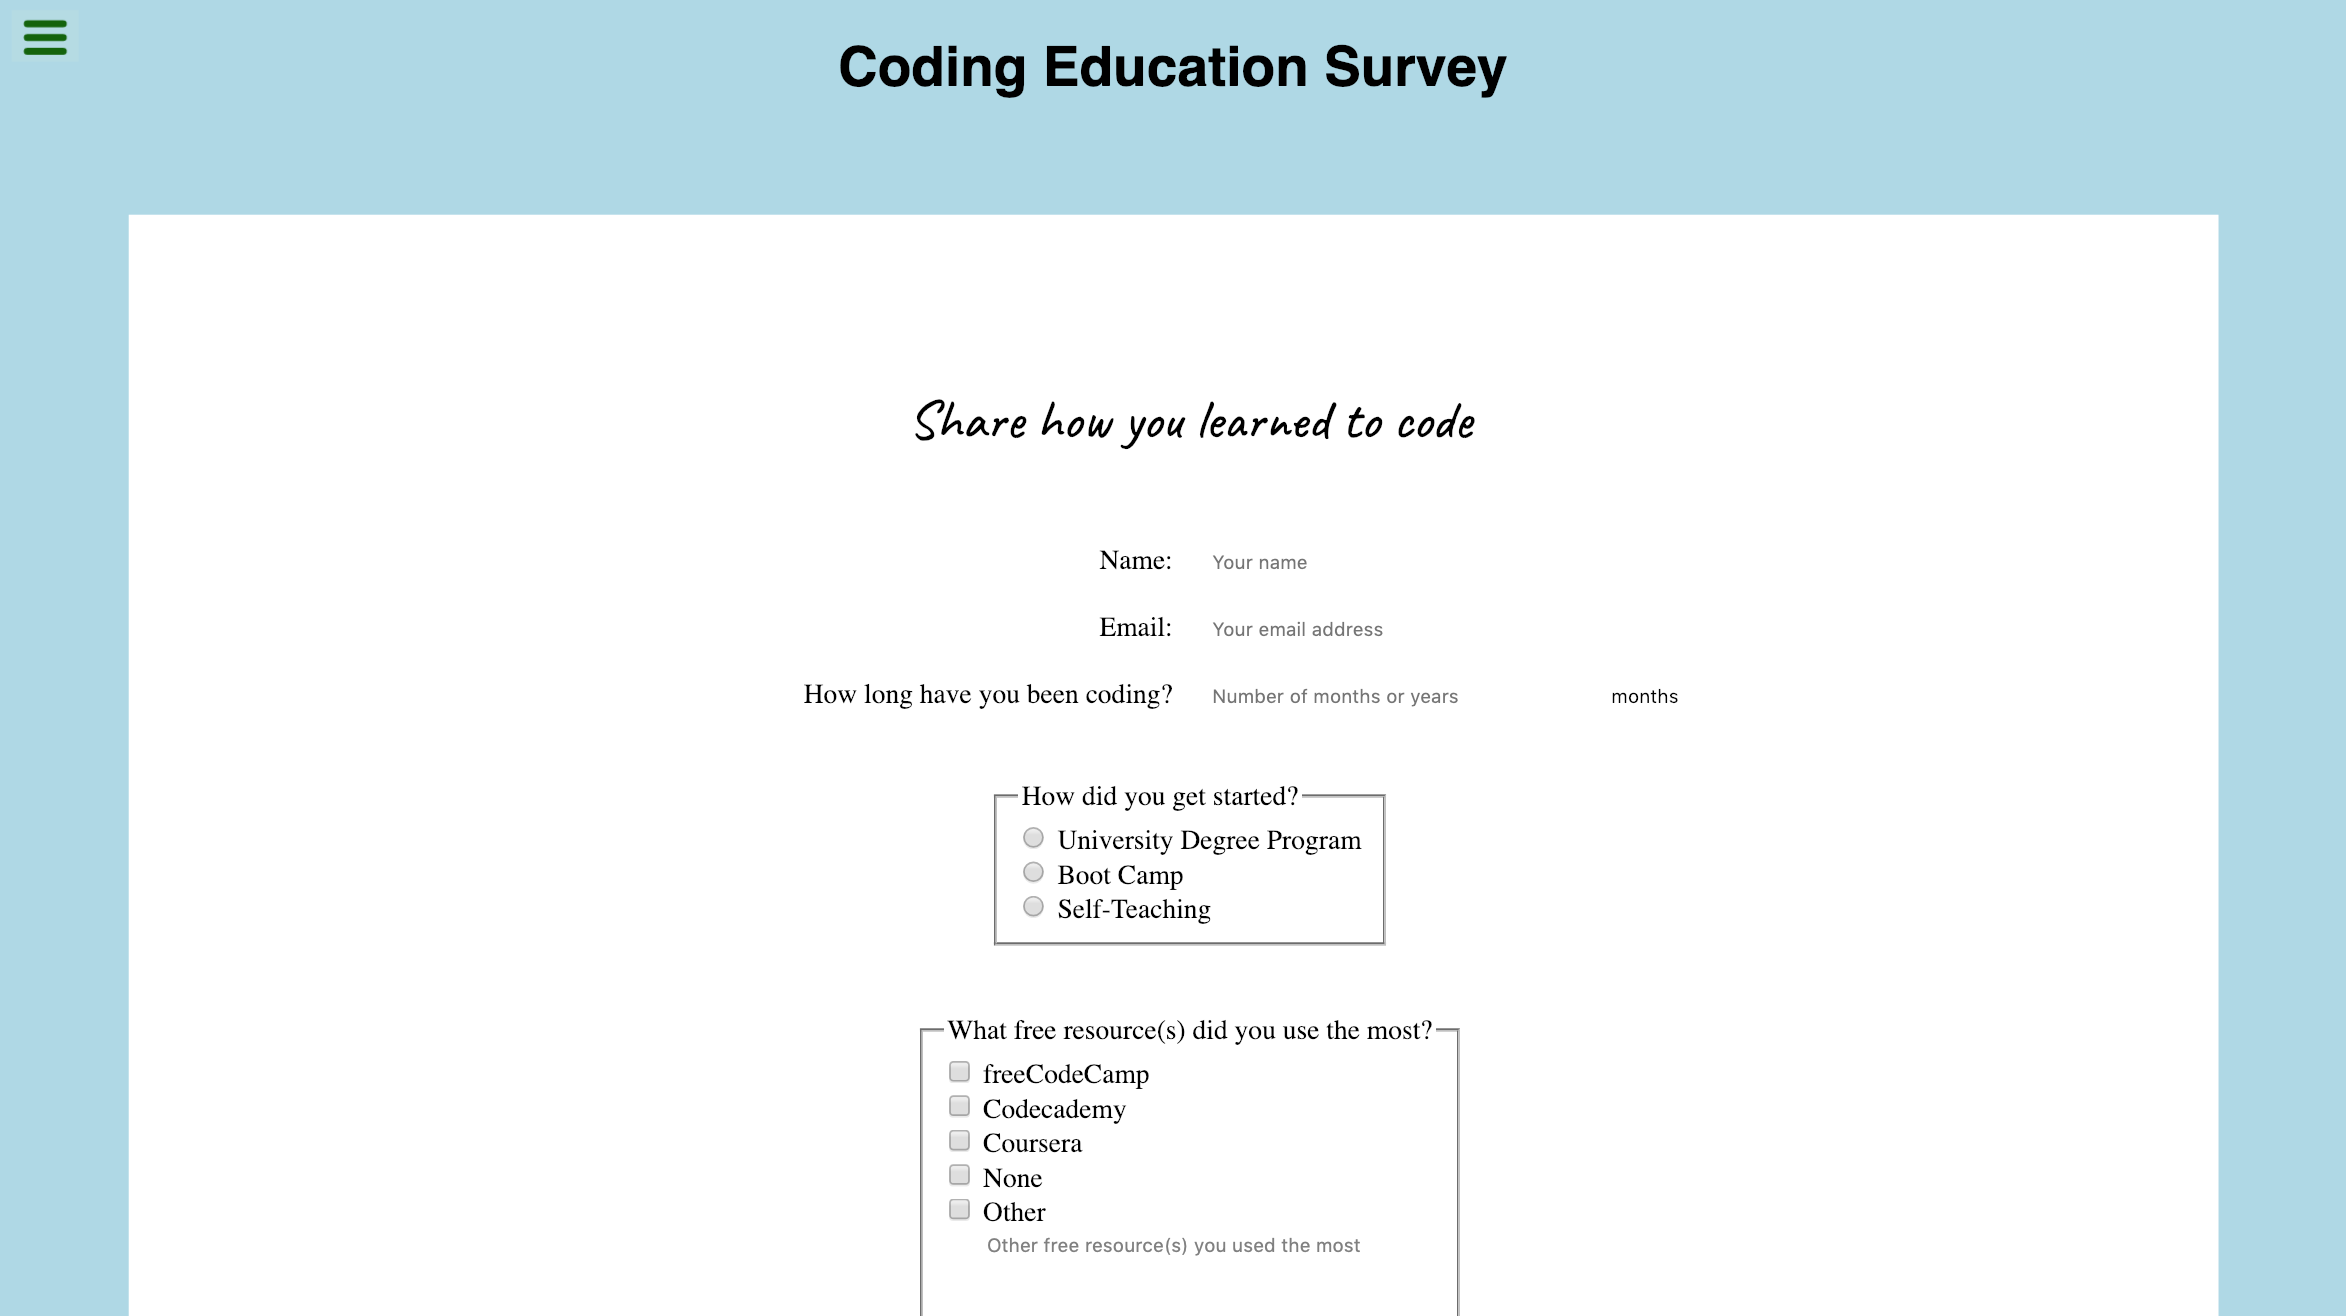 Coding Education Survey
Share how you learned to code
Name: Your name
Email: Your email address
How long have you been coding? Number of months or years months
How did you get started?
University Degree Program
Boot Camp
Self-Teaching
What free resource(s) did you use the most?
freeCodeCamp
Codecademy
Coursera
None
Other
Other free resource(s) you used the most